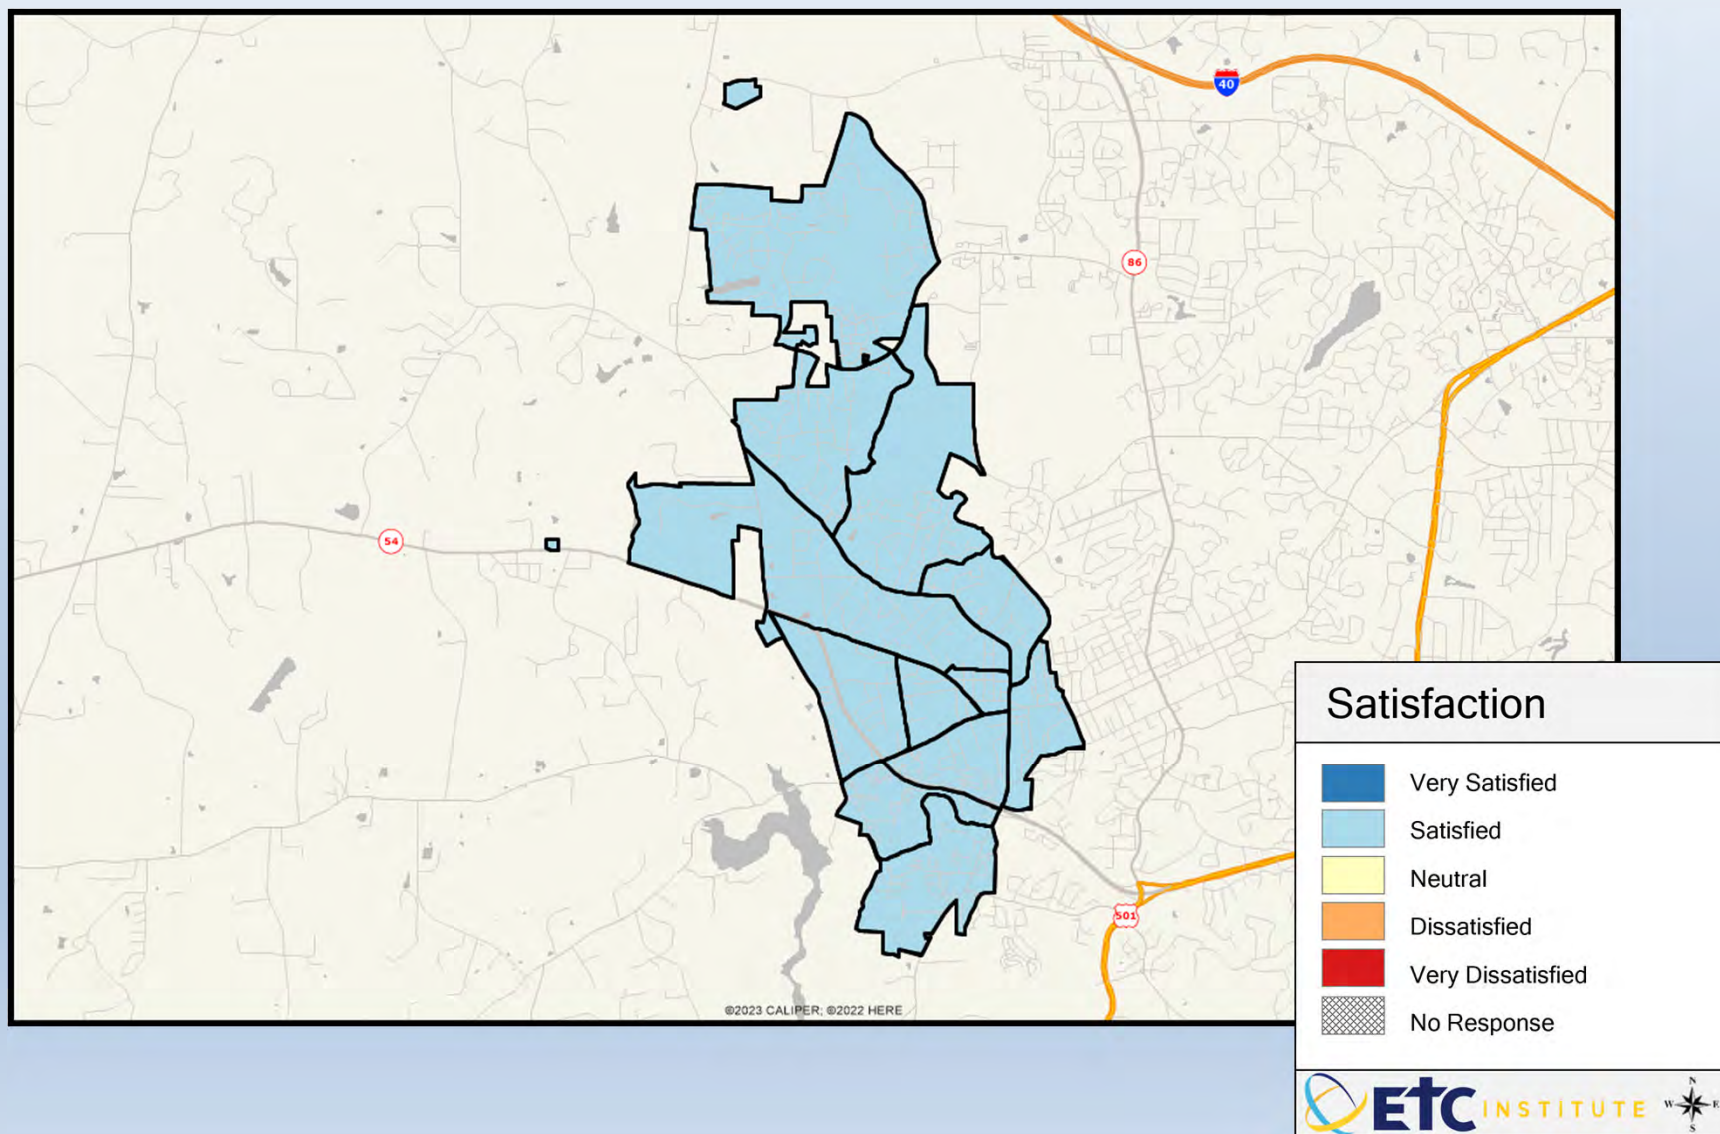 40
86
54
501
©2023 CALIPER; ©2022 HERE
Satisfaction
Very Satisfied
Satisfied
Neutral
Dissatisfied
Very Dissatisfied
No Response
ETC INSTITUTE
N
W E
S